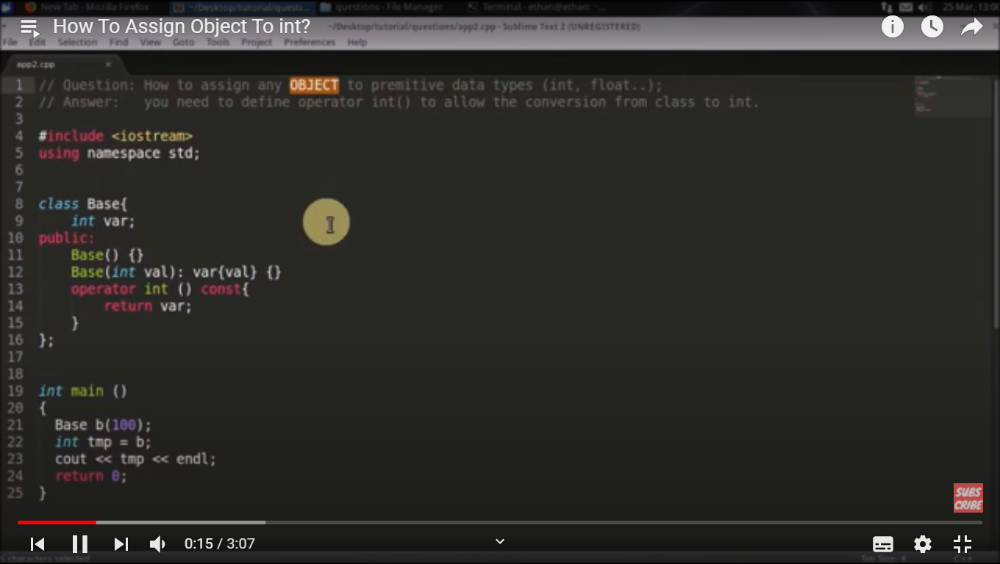 New Tab - Mozilla Firefox
~/Desktop/tutorial/questi...
questions - File Manager
Terminal - ethan@ethan: ~...
25 Mar, 13:00
How To Assign Object To int?
~/Desktop/tutorial/questions/app2.cpp - Sublime Text 2 (UNREGISTERED)
File Edit Selection Find View Goto Tools Project Preferences Help
app2.cpp ×
1 // Question: How to assign any OBJECT to premitive data types (int, float..);
2 // Answer:   you need to define operator int() to allow the conversion from class to int.
3
4 #include <iostream>
5 using namespace std;
6
7
8 class Base{
9     int var;
10 public:
11     Base() {}
12     Base(int val): var{val} {}
13     operator int () const{
14         return var;
15     }
16 };
17
18
19 int main ()
20 {
21   Base b(100);
22   int tmp = b;
23   cout << tmp << endl;
24   return 0;
25 }
SUBS
CRIBE
0:15 / 3:07
6 characters selected
Tab Size: 4
C++